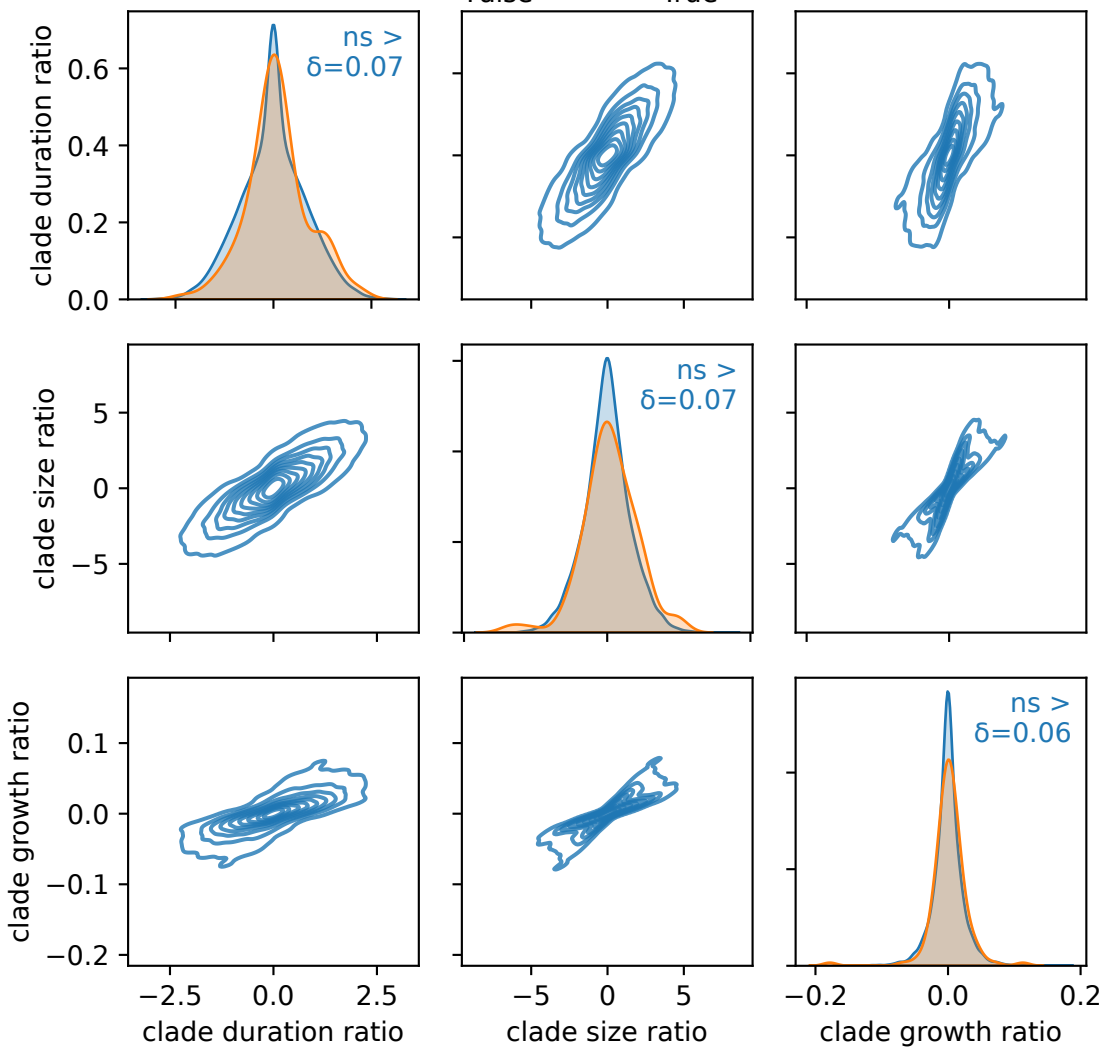 True
clade duration ratio
0.6
0.4
0.2
0.0
ns >
δ=0.07
clade size ratio
5
0
−5
ns >
δ=0.07
clade growth ratio
0.1
0.0
−0.1
−0.2
ns >
δ=0.06
−2.5 0.0 2.5
−5 0 5
−0.2 0.0 0.2
clade duration ratio
clade size ratio
clade growth ratio